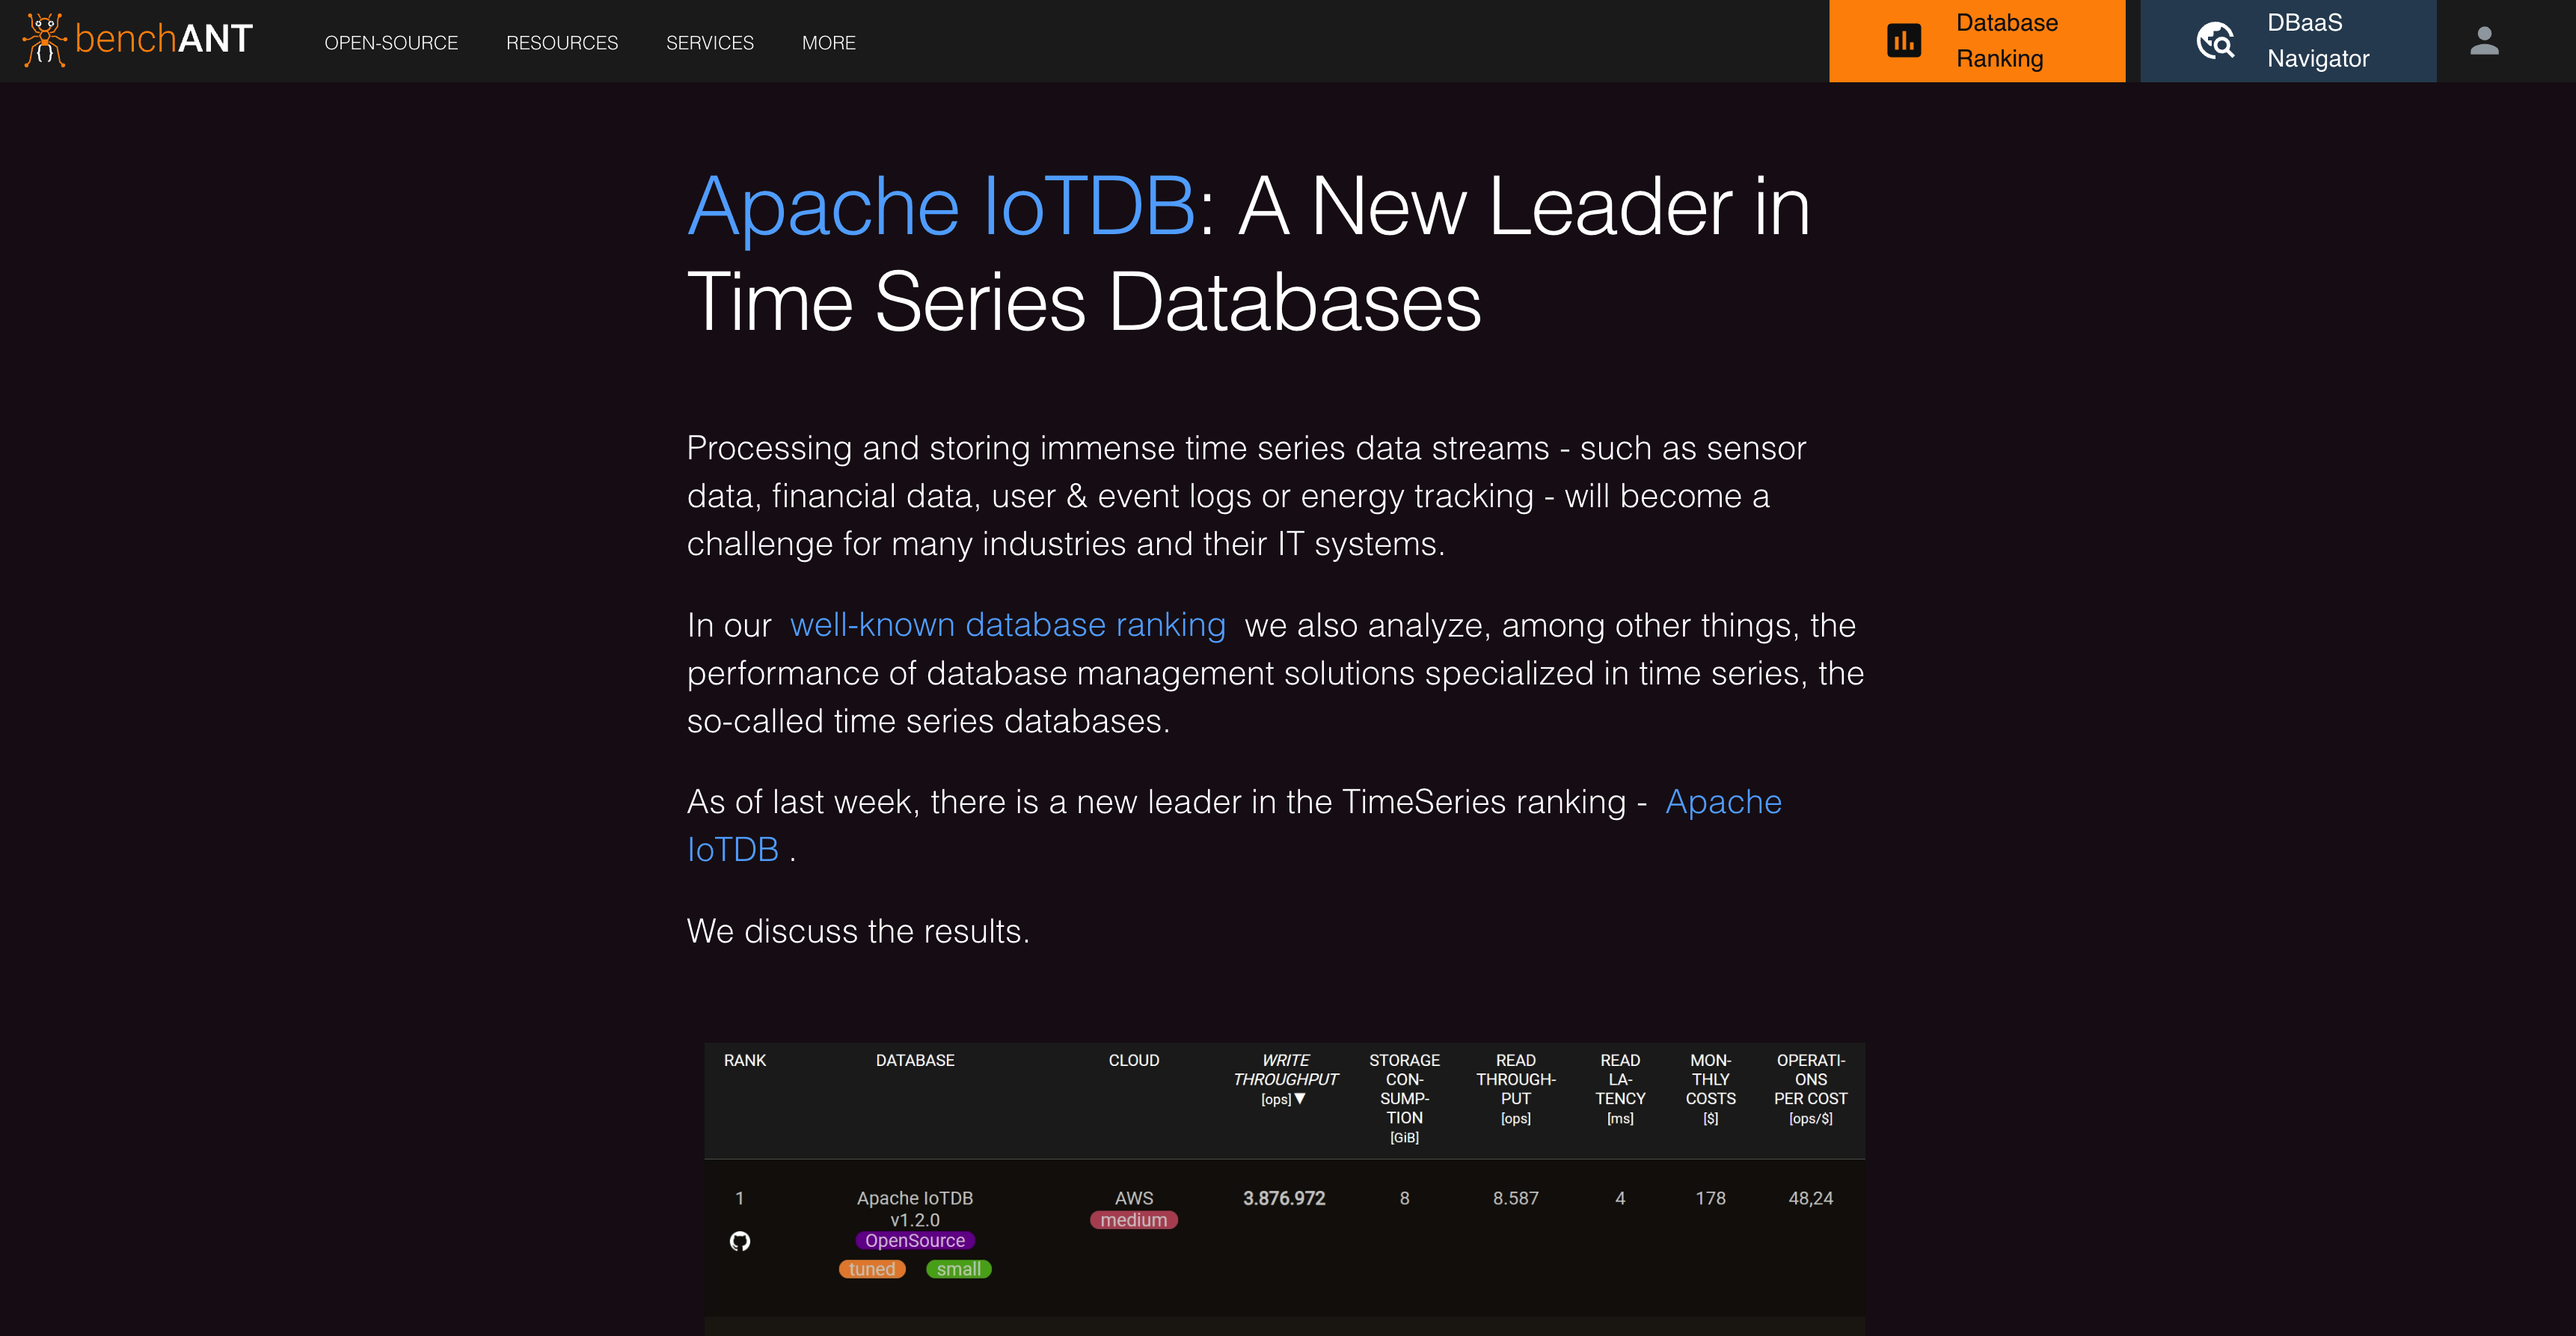 benchANT
OPEN-SOURCE
RESOURCES
SERVICES
MORE
Database
Ranking
DBaaS
Navigator
Apache IoTDB: A New Leader in
Time Series Databases
Processing and storing immense time series data streams - such as sensor
data, financial data, user & event logs or energy tracking - will become a
challenge for many industries and their IT systems.
In our well-known database ranking we also analyze, among other things, the
performance of database management solutions specialized in time series, the
so-called time series databases.
As of last week, there is a new leader in the TimeSeries ranking - Apache
IoTDB .
We discuss the results.
RANK
DATABASE
CLOUD
WRITE
THROUGHPUT
[ops]▼
STORAGE
CON-
SUMP-
TION
[GiB]
READ
THROUGH-
PUT
[ops]
READ
LA-
TENCY
[ms]
MON-
THLY
COSTS
[$]
OPERATI-
ONS
PER COST
[ops/$]
1
Apache IoTDB
v1.2.0
OpenSource
tuned small
AWS
medium
3.876.972
8
8.587
4
178
48,24